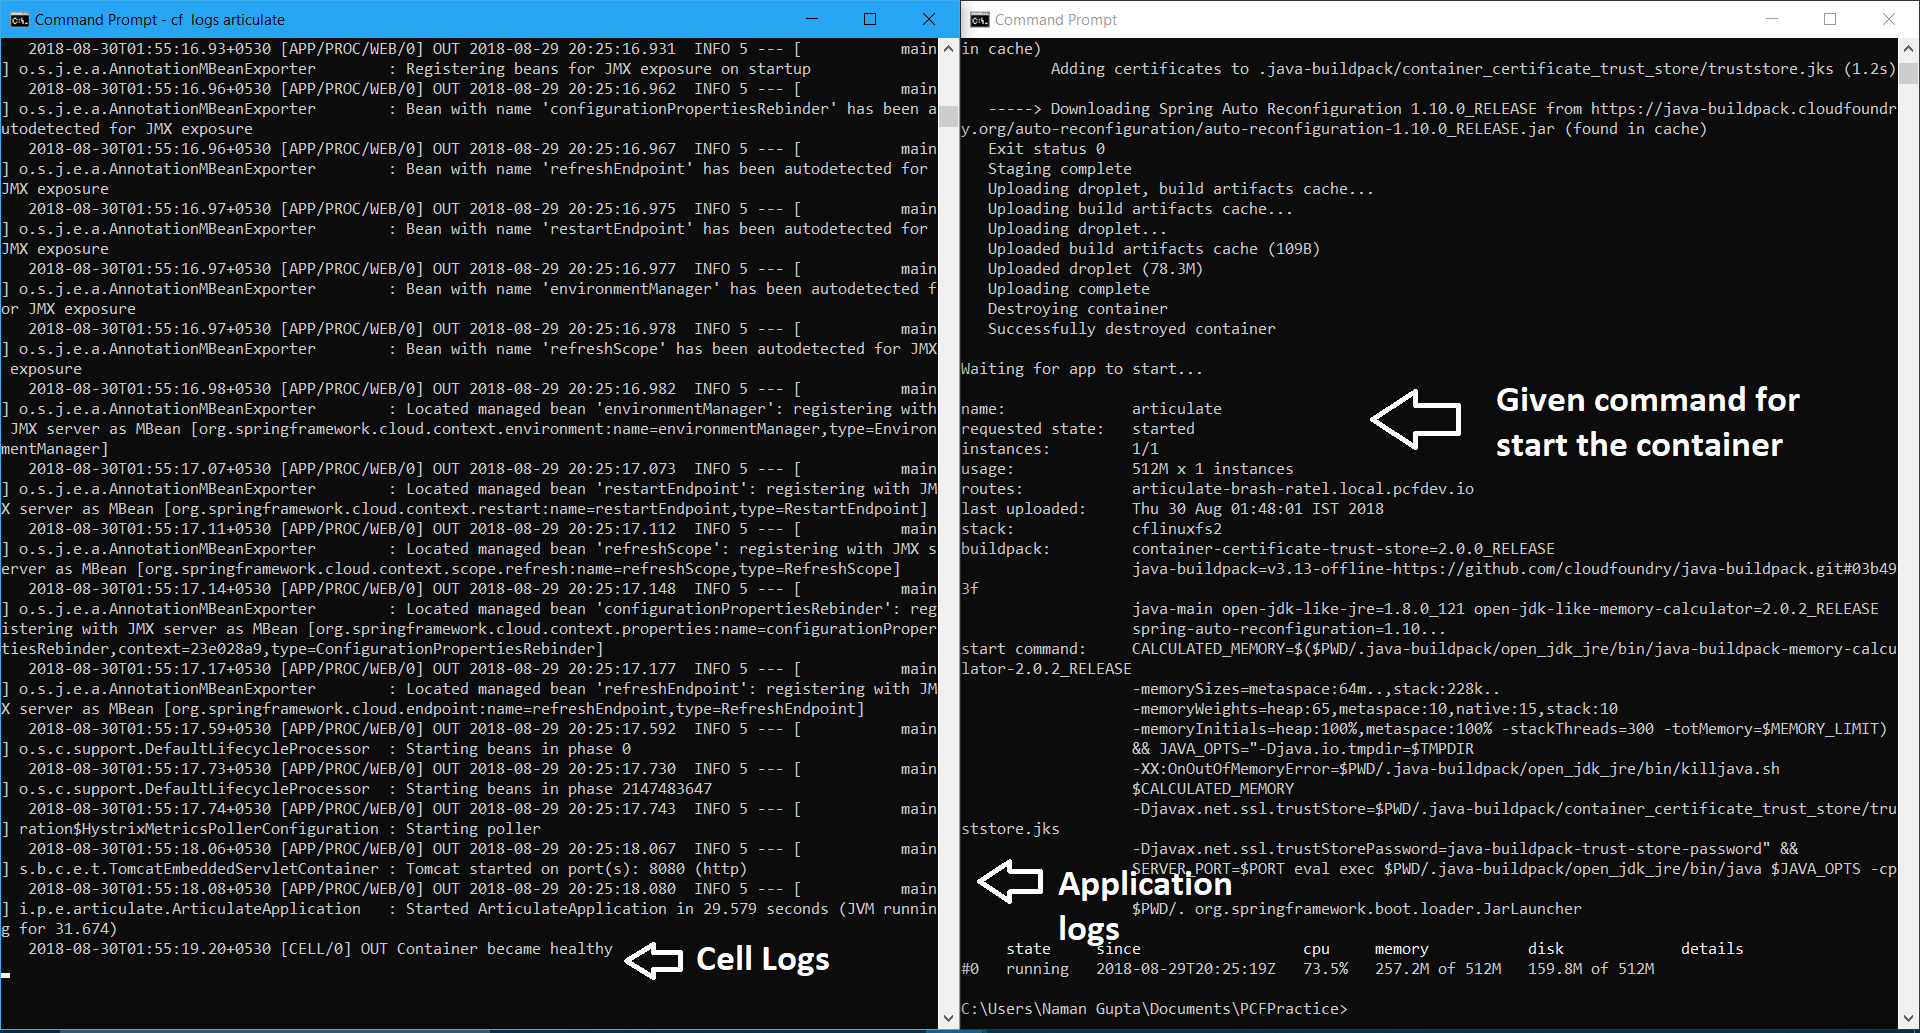 Command Prompt - cf  logs articulate
   2018-08-30T01:55:16.93+0530 [APP/PROC/WEB/0] OUT 2018-08-29 20:25:16.931  INFO 5 --- [           main
] o.s.j.e.a.AnnotationMBeanExporter        : Registering beans for JMX exposure on startup
   2018-08-30T01:55:16.96+0530 [APP/PROC/WEB/0] OUT 2018-08-29 20:25:16.962  INFO 5 --- [           main
] o.s.j.e.a.AnnotationMBeanExporter        : Bean with name 'configurationPropertiesRebinder' has been a
utodetected for JMX exposure
   2018-08-30T01:55:16.96+0530 [APP/PROC/WEB/0] OUT 2018-08-29 20:25:16.967  INFO 5 --- [           main
] o.s.j.e.a.AnnotationMBeanExporter        : Bean with name 'refreshEndpoint' has been autodetected for
JMX exposure
   2018-08-30T01:55:16.97+0530 [APP/PROC/WEB/0] OUT 2018-08-29 20:25:16.975  INFO 5 --- [           main
] o.s.j.e.a.AnnotationMBeanExporter        : Bean with name 'restartEndpoint' has been autodetected for
JMX exposure
   2018-08-30T01:55:16.97+0530 [APP/PROC/WEB/0] OUT 2018-08-29 20:25:16.977  INFO 5 --- [           main
] o.s.j.e.a.AnnotationMBeanExporter        : Bean with name 'environmentManager' has been autodetected f
or JMX exposure
   2018-08-30T01:55:16.97+0530 [APP/PROC/WEB/0] OUT 2018-08-29 20:25:16.978  INFO 5 --- [           main
] o.s.j.e.a.AnnotationMBeanExporter        : Bean with name 'refreshScope' has been autodetected for JMX
 exposure
   2018-08-30T01:55:16.98+0530 [APP/PROC/WEB/0] OUT 2018-08-29 20:25:16.982  INFO 5 --- [           main
] o.s.j.e.a.AnnotationMBeanExporter        : Located managed bean 'environmentManager': registering with
 JMX server as MBean [org.springframework.cloud.context.environment:name=environmentManager,type=Environ
mentManager]
   2018-08-30T01:55:17.07+0530 [APP/PROC/WEB/0] OUT 2018-08-29 20:25:17.073  INFO 5 --- [           main
] o.s.j.e.a.AnnotationMBeanExporter        : Located managed bean 'restartEndpoint': registering with JM
X server as MBean [org.springframework.cloud.context.restart:name=restartEndpoint,type=RestartEndpoint]
   2018-08-30T01:55:17.11+0530 [APP/PROC/WEB/0] OUT 2018-08-29 20:25:17.112  INFO 5 --- [           main
] o.s.j.e.a.AnnotationMBeanExporter        : Located managed bean 'refreshScope': registering with JMX s
erver as MBean [org.springframework.cloud.context.scope.refresh:name=refreshScope,type=RefreshScope]
   2018-08-30T01:55:17.14+0530 [APP/PROC/WEB/0] OUT 2018-08-29 20:25:17.148  INFO 5 --- [           main
] o.s.j.e.a.AnnotationMBeanExporter        : Located managed bean 'configurationPropertiesRebinder': reg
istering with JMX server as MBean [org.springframework.cloud.context.properties:name=configurationProper
tiesRebinder,context=23e028a9,type=ConfigurationPropertiesRebinder]
   2018-08-30T01:55:17.17+0530 [APP/PROC/WEB/0] OUT 2018-08-29 20:25:17.177  INFO 5 --- [           main
] o.s.j.e.a.AnnotationMBeanExporter        : Located managed bean 'refreshEndpoint': registering with JM
X server as MBean [org.springframework.cloud.endpoint:name=refreshEndpoint,type=RefreshEndpoint]
   2018-08-30T01:55:17.59+0530 [APP/PROC/WEB/0] OUT 2018-08-29 20:25:17.592  INFO 5 --- [           main
] o.s.c.support.DefaultLifecycleProcessor  : Starting beans in phase 0
   2018-08-30T01:55:17.73+0530 [APP/PROC/WEB/0] OUT 2018-08-29 20:25:17.730  INFO 5 --- [           main
] o.s.c.support.DefaultLifecycleProcessor  : Starting beans in phase 2147483647
   2018-08-30T01:55:17.74+0530 [APP/PROC/WEB/0] OUT 2018-08-29 20:25:17.743  INFO 5 --- [           main
] ration$HystrixMetricsPollerConfiguration : Starting poller
   2018-08-30T01:55:18.06+0530 [APP/PROC/WEB/0] OUT 2018-08-29 20:25:18.067  INFO 5 --- [           main
] s.b.c.e.t.TomcatEmbeddedServletContainer : Tomcat started on port(s): 8080 (http)
   2018-08-30T01:55:18.08+0530 [APP/PROC/WEB/0] OUT 2018-08-29 20:25:18.080  INFO 5 --- [           main
] i.p.e.articulate.ArticulateApplication   : Started ArticulateApplication in 29.579 seconds (JVM runnin
g for 31.674)
   2018-08-30T01:55:19.20+0530 [CELL/0] OUT Container became healthy
Cell Logs
Command Prompt
in cache)
          Adding certificates to .java-buildpack/container_certificate_trust_store/truststore.jks (1.2s)
   -----> Downloading Spring Auto Reconfiguration 1.10.0_RELEASE from https://java-buildpack.cloudfoundr
y.org/auto-reconfiguration/auto-reconfiguration-1.10.0_RELEASE.jar (found in cache)
   Exit status 0
   Staging complete
   Uploading droplet, build artifacts cache...
   Uploading build artifacts cache...
   Uploading droplet...
   Uploaded build artifacts cache (109B)
   Uploaded droplet (78.3M)
   Uploading complete
   Destroying container
   Successfully destroyed container
Waiting for app to start...
Given command for
start the container
name:              articulate
requested state:   started
instances:         1/1
usage:             512M x 1 instances
routes:            articulate-brash-ratel.local.pcfdev.io
last uploaded:     Thu 30 Aug 01:48:01 IST 2018
stack:             cflinuxfs2
buildpack:         container-certificate-trust-store=2.0.0_RELEASE
                   java-buildpack=v3.13-offline-https://github.com/cloudfoundry/java-buildpack.git#03b49
3f
                   java-main open-jdk-like-jre=1.8.0_121 open-jdk-like-memory-calculator=2.0.2_RELEASE
                   spring-auto-reconfiguration=1.10...
start command:     CALCULATED_MEMORY=$($PWD/.java-buildpack/open_jdk_jre/bin/java-buildpack-memory-calcu
lator-2.0.2_RELEASE
                   -memorySizes=metaspace:64m..,stack:228k..
                   -memoryWeights=heap:65,metaspace:10,native:15,stack:10
                   -memoryInitials=heap:100%,metaspace:100% -stackThreads=300 -totMemory=$MEMORY_LIMIT)
                   && JAVA_OPTS="-Djava.io.tmpdir=$TMPDIR
                   -XX:OnOutOfMemoryError=$PWD/.java-buildpack/open_jdk_jre/bin/killjava.sh
                   $CALCULATED_MEMORY
                   -Djavax.net.ssl.trustStore=$PWD/.java-buildpack/container_certificate_trust_store/tru
ststore.jks
                   -Djavax.net.ssl.trustStorePassword=java-buildpack-trust-store-password" &&
                   SERVER_PORT=$PORT eval exec $PWD/.java-buildpack/open_jdk_jre/bin/java $JAVA_OPTS -cp
                   $PWD/. org.springframework.boot.loader.JarLauncher
Application
logs
     state     since                  cpu     memory           disk             details
#0   running   2018-08-29T20:25:19Z   73.5%   257.2M of 512M   159.8M of 512M
C:\Users\Naman Gupta\Documents\PCFPractice>